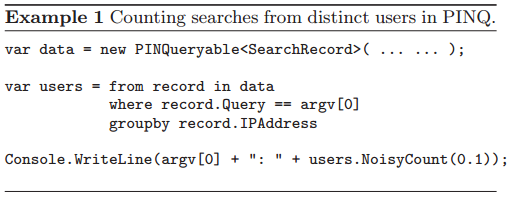 Example 1 Counting searches from distinct users in PINQ.
var data = new PINQueryable<SearchRecord>( ... ... );
var users = from record in data
where record.Query == argv[0]
groupby record.IPAddress
Console.WriteLine(argv[0] + ": " + users.NoisyCount(0.1));